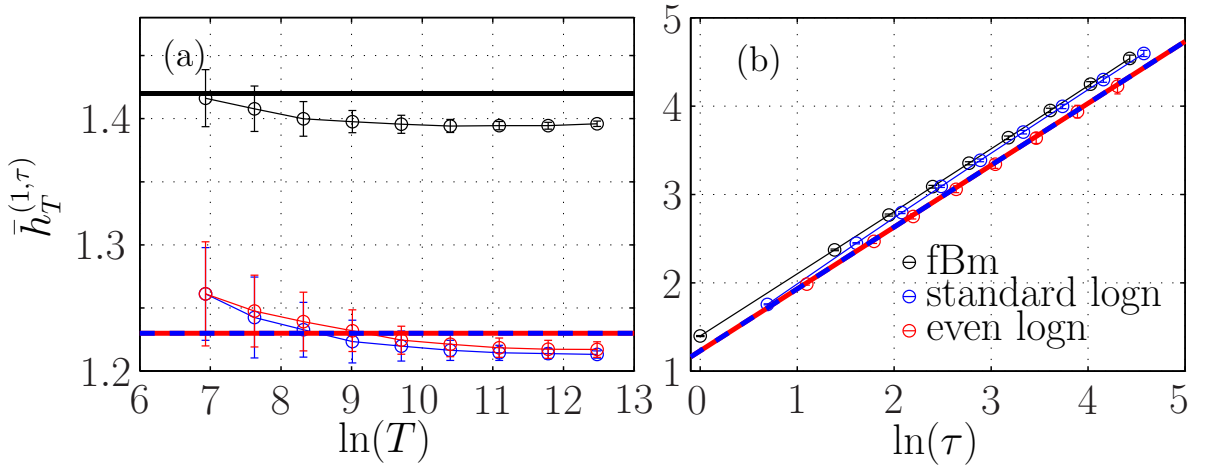 (a)
1.4
1.3
1.2
h̄_T^{(1,τ)}
6 7 8 9 10 11 12 13
ln(T)
(b)
5
4
3
2
1
fBm
standard logn
even logn
0 1 2 3 4 5
ln(τ)